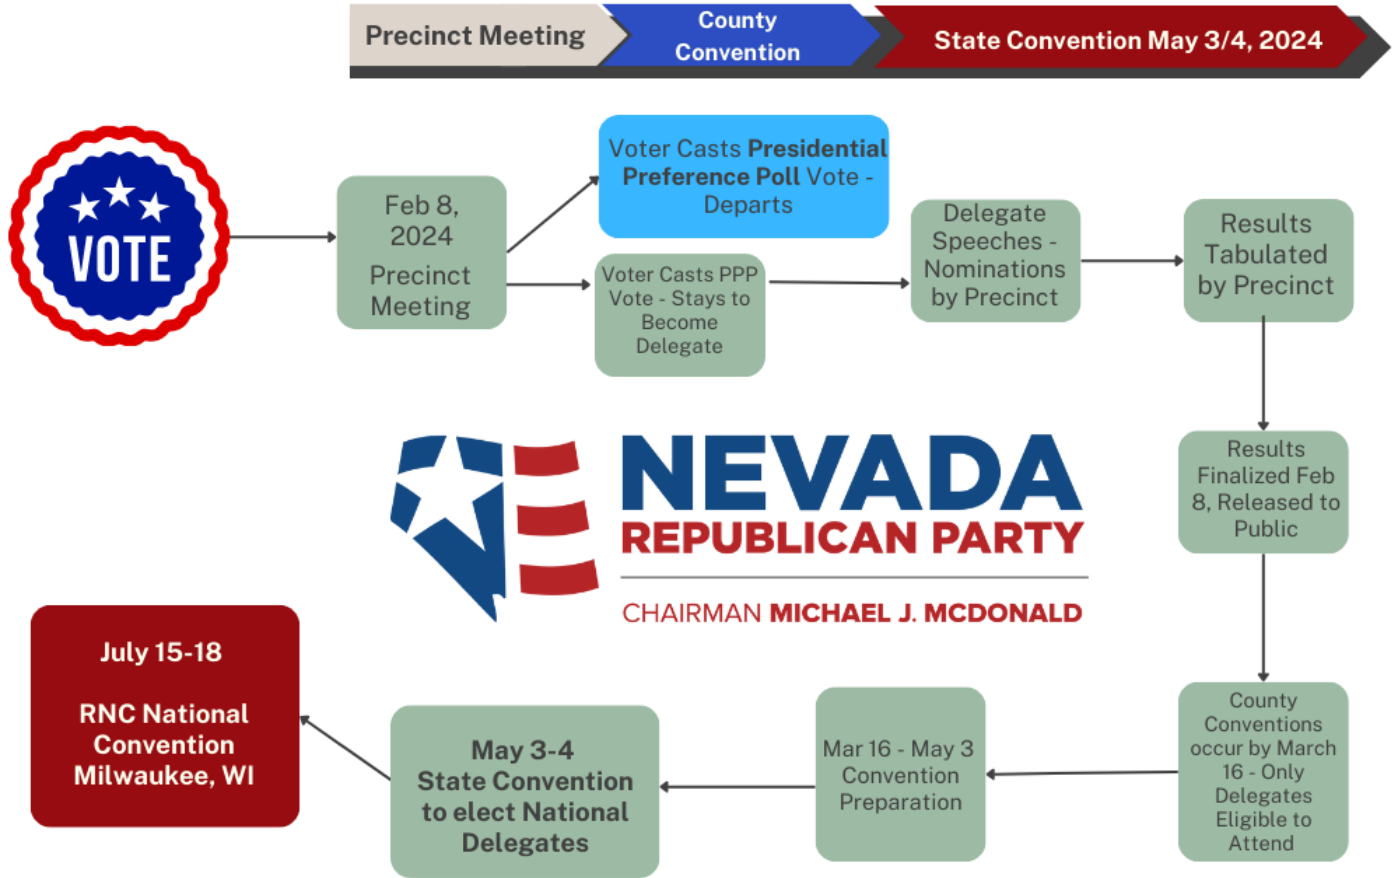 Precinct Meeting
County
Convention
State Convention May 3/4, 2024
VOTE
Feb 8,
2024
Precinct
Meeting
Voter Casts Presidential
Preference Poll Vote -
Departs
Voter Casts PPP
Vote - Stays to
Become
Delegate
Delegate
Speeches -
Nominations
by Precinct
Results
Tabulated
by Precinct
Results
Finalized Feb
8, Released to
Public
NEVADA
REPUBLICAN PARTY
CHAIRMAN MICHAEL J. MCDONALD
County
Conventions
occur by March
16 - Only
Delegates
Eligible to
Attend
Mar 16 - May 3
Convention
Preparation
May 3-4
State Convention
to elect National
Delegates
July 15-18
RNC National
Convention
Milwaukee, WI